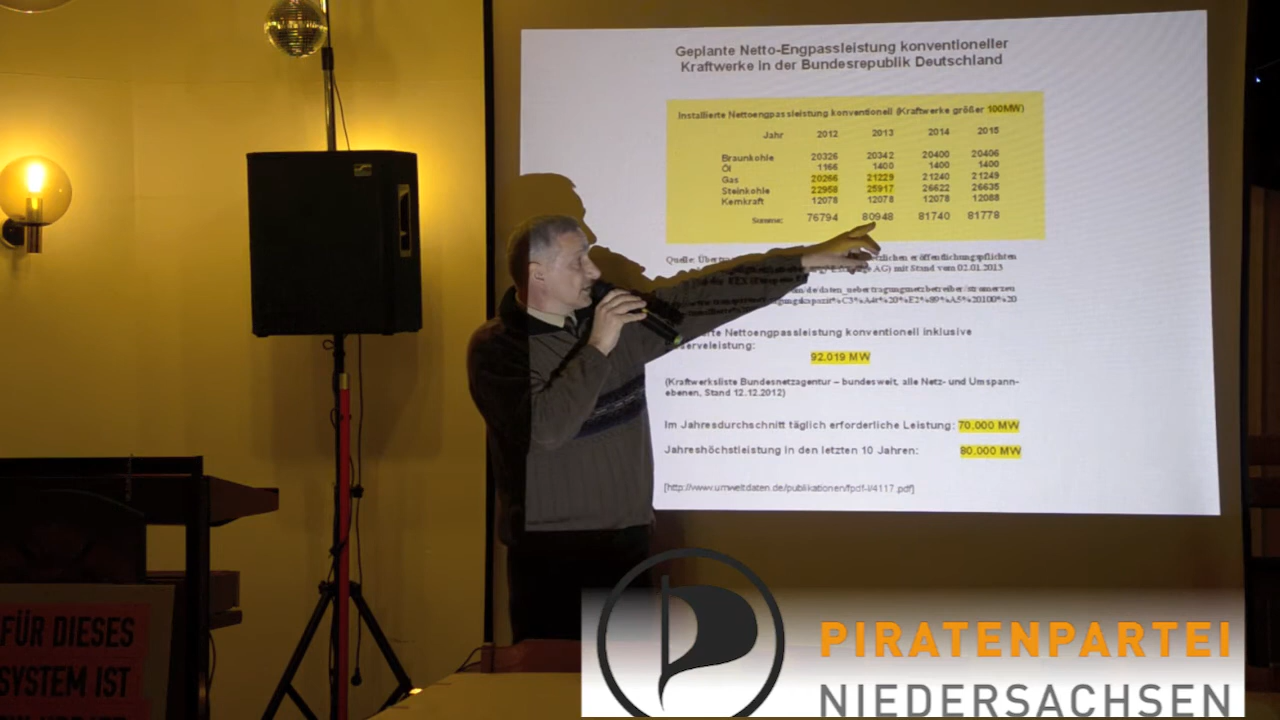 Geplante Netto-Engpassleistung konventioneller
Kraftwerke in der Bundesrepublik Deutschland
Installierte Nettoengpassleistung konventionell (Kraftwerke größer 100MW)
Jahr 2012 2013 2014 2015
Braunkohle 20326 20342 20400 20406
Öl 1166 1400 1400 1400
Gas 20266 21229 21240 21249
Steinkohle 22958 25917 26622 26635
Kernkraft 12078 12078 12078 12088
Summe: 76794 80948 81740 81778
Quelle: eröffentlichungspflichten
AG) mit Stand vom 02.01.2013
Nettoengpassleistung konventionell inklusive
92.019 MW
(Kraftwerksliste Bundesnetzagentur – bundesweit, alle Netz- und Umspann-
ebenen, Stand 12.12.2012)
Im Jahresdurchschnitt täglich erforderliche Leistung: 70.000 MW
Jahreshöchstleistung in den letzten 10 Jahren: 80.000 MW
[http://www.umweltdaten.de/publikationen/fpdf-l/4117.pdf]
FÜR DIESES
SYSTEM IST
PIRATENPARTEI
NIEDERSACHSEN